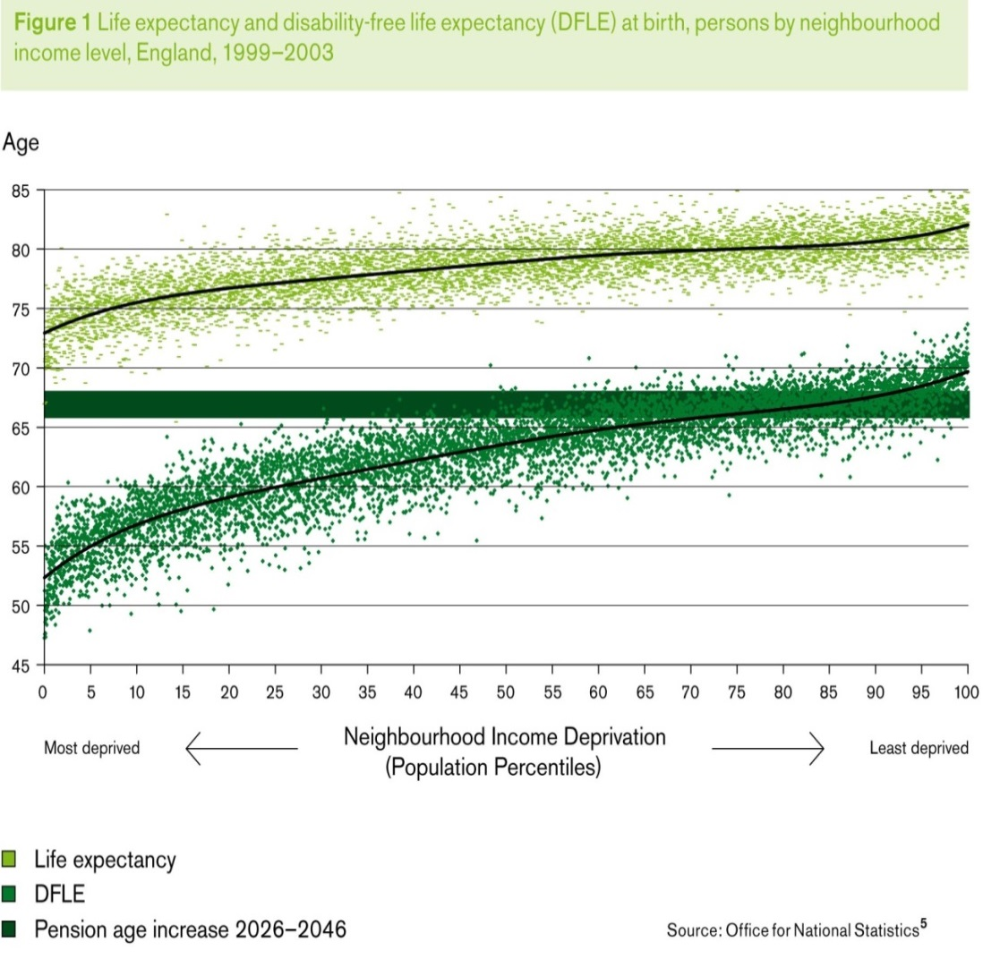 Figure 1 Life expectancy and disability-free life expectancy (DFLE) at birth, persons by neighbourhood
income level, England, 1999–2003
Age
85
80
75
70
65
60
55
50
45
0 5 10 15 20 25 30 35 40 45 50 55 60 65 70 75 80 85 90 95 100
Most deprived
Neighbourhood Income Deprivation
(Population Percentiles)
Least deprived
Life expectancy
DFLE
Pension age increase 2026–2046
Source: Office for National Statistics5